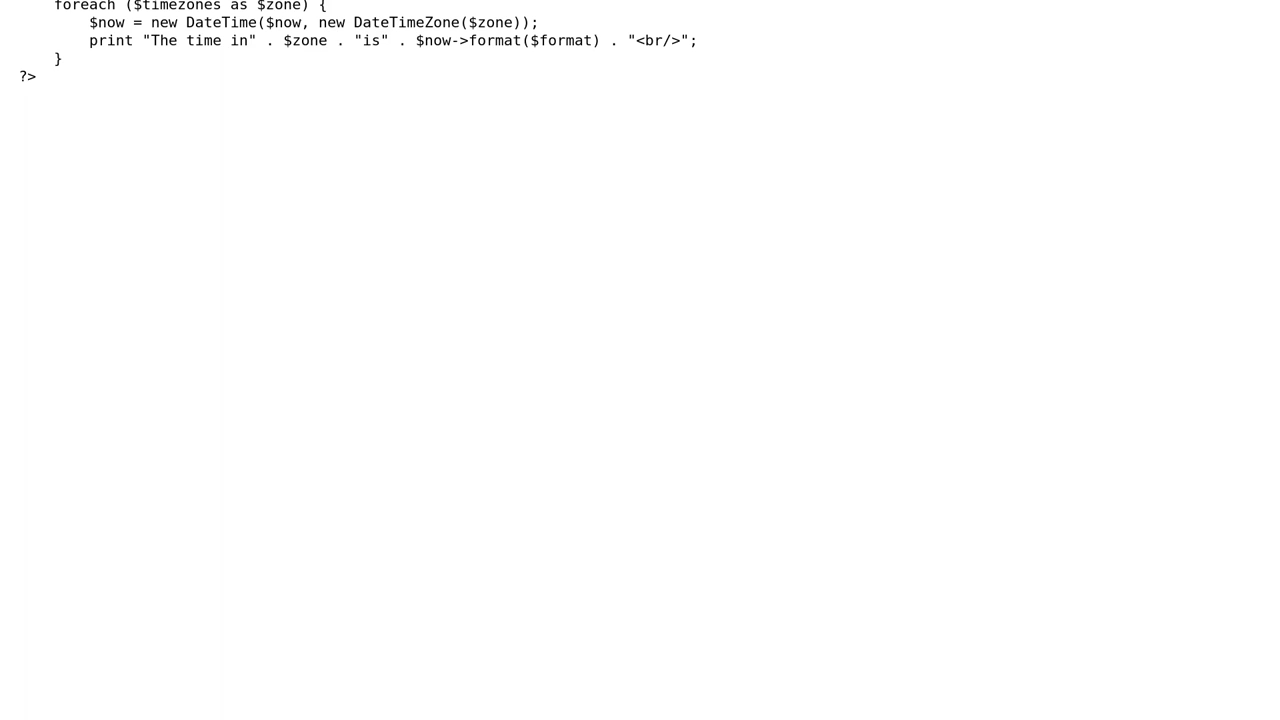 foreach ($timezones as $zone) {
$now = new DateTime($now, new DateTimeZone($zone));
print "The time in" . $zone . "is" . $now->format($format) . "<br/>";
}
?>